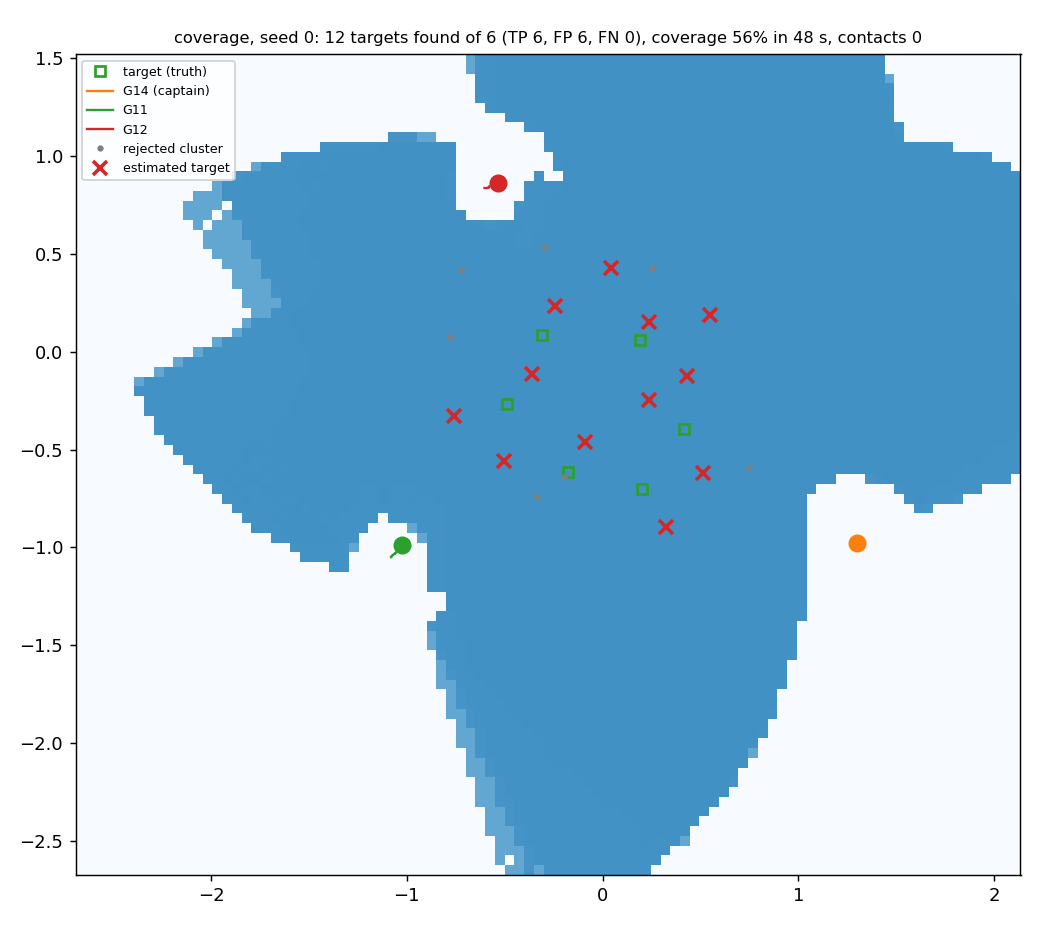 coverage, seed 0: 12 targets found of 6 (TP 6, FP 6, FN 0), coverage 56% in 48 s, contacts 0
target (truth)
G14 (captain)
G11
G12
rejected cluster
estimated target
1.5
1.0
0.5
0.0
−0.5
−1.0
−1.5
−2.0
−2.5
−2
−1
0
1
2